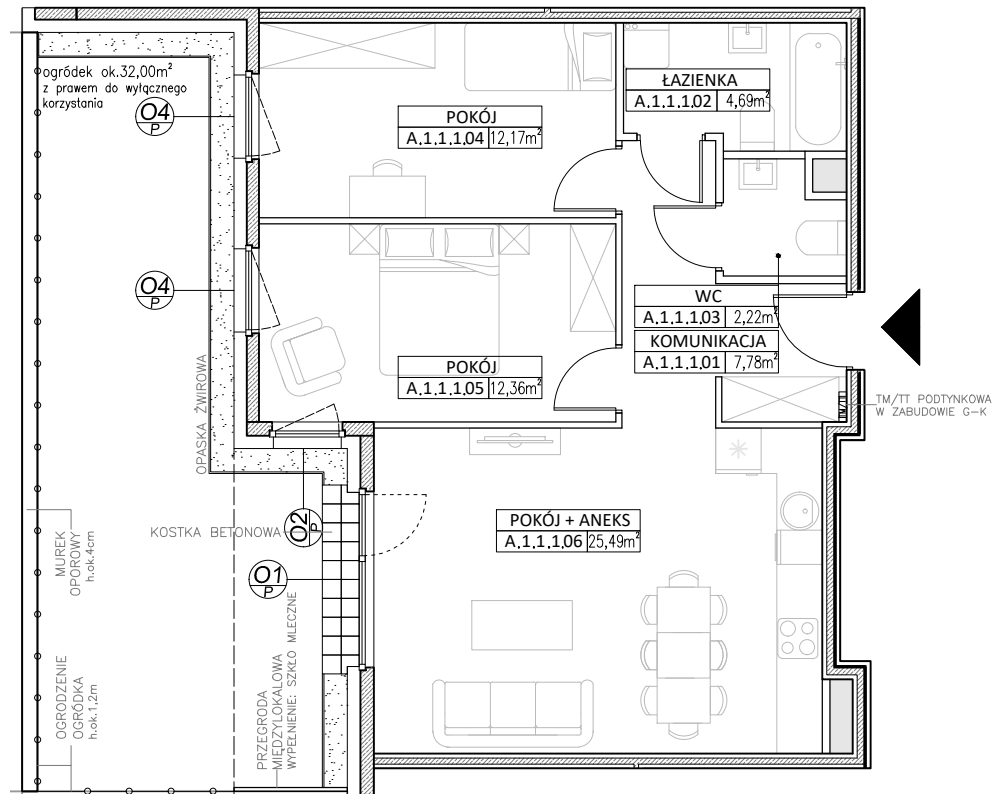 ogródek ok.32,00m²
z prawem do wyłącznego
korzystania
O4
P
POKÓJ
A.1.1.1.04 12,17m²
ŁAZIENKA
A.1.1.1.02 4,69m²
O4
P
WC
A.1.1.1.03 2,22m²
KOMUNIKACJA
A.1.1.1.01 7,78m²
POKÓJ
A.1.1.1.05 12,36m²
TM/TT PODTYNKOWA
W ZABUDOWIE G-K
OPASKA ŻWIROWA
KOSTKA BETONOWA
O2
P
O1
P
POKÓJ + ANEKS
A.1.1.1.06 25,49m²
MUREK
OPOROWY
h.ok.4cm
OGRODZENIE
OGRÓDKA
h.ok.1,2m
PRZEGRODA
MIĘDZYLOKALOWA
WYPEŁNIENIE: SZKŁO MLECZNE